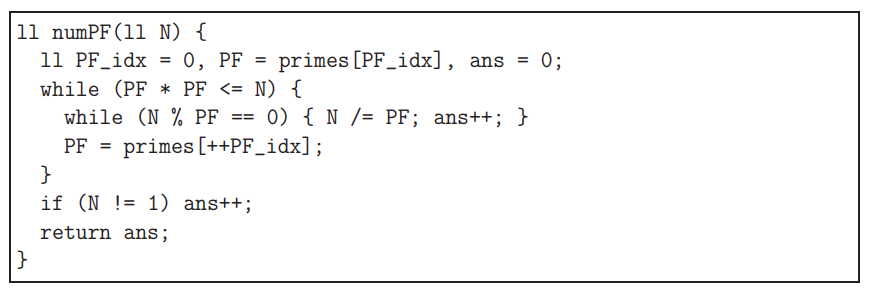 ll numPF(ll N) {
  ll PF_idx = 0, PF = primes[PF_idx], ans = 0;
  while (PF * PF <= N) {
    while (N % PF == 0) { N /= PF; ans++; }
    PF = primes[++PF_idx];
  }
  if (N != 1) ans++;
  return ans;
}